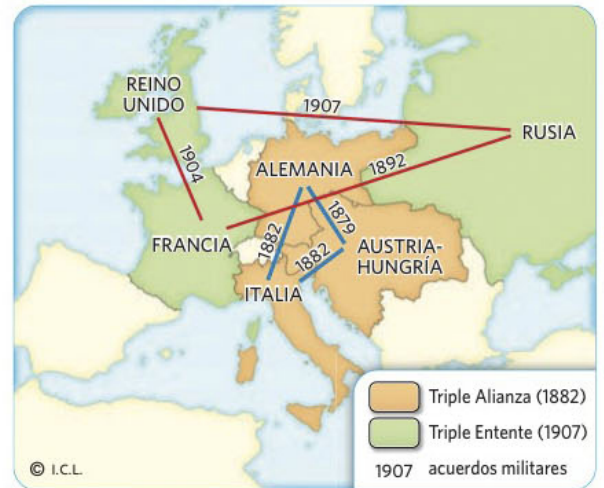 REINO
UNIDO
1907
RUSIA
1904
ALEMANIA
1892
FRANCIA
1882
1879
1882
AUSTRIA-
HUNGRÍA
ITALIA
Triple Alianza (1882)
Triple Entente (1907)
1907 acuerdos militares
© I.C.L.